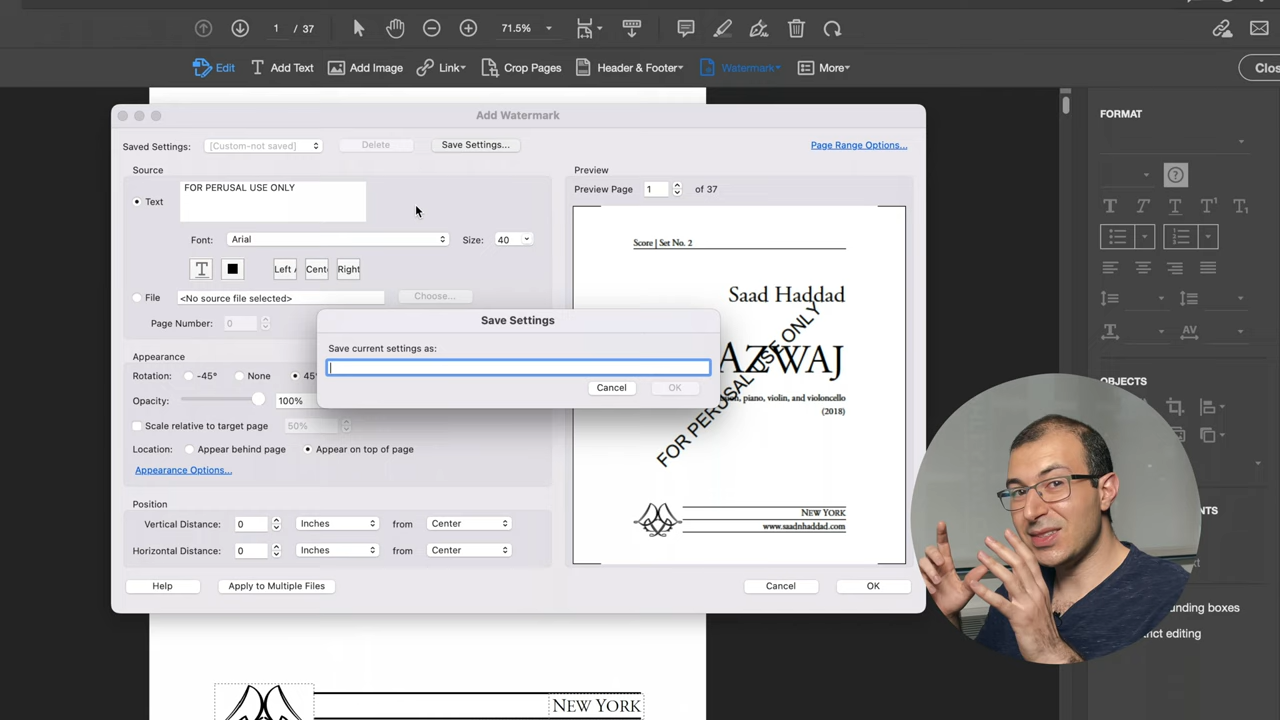 1 / 37
71.5%
Edit
Add Text
Add Image
Link
Crop Pages
Header & Footer
Watermark
More
Clos
Add Watermark
FORMAT
Saved Settings:
[Custom-not saved]
Delete
Save Settings...
Page Range Options...
Source
Text
FOR PERUSAL USE ONLY
Font:
Arial
Size:
40
T
Left A
Cente
Right
File
<No source file selected>
Choose...
Page Number:
0
Preview
Preview Page
1
of 37
Score | Set No. 2
Saad Haddad
AZWAJ
piano, violin, and violoncello
(2018)
FOR PERUSAL USE ONLY
NEW YORK
www.saadnhaddad.com
Save Settings
Save current settings as:
Cancel
OK
Appearance
Rotation:
-45°
None
45°
Opacity:
100%
Scale relative to target page
50%
Location:
Appear behind page
Appear on top of page
Appearance Options...
Position
Vertical Distance:
0
Inches
from
Center
Horizontal Distance:
0
Inches
from
Center
Help
Apply to Multiple Files
Cancel
OK
T T T T¹ T₁
AV
OBJECTS
NTS
unding boxes
ict editing
NEW YORK